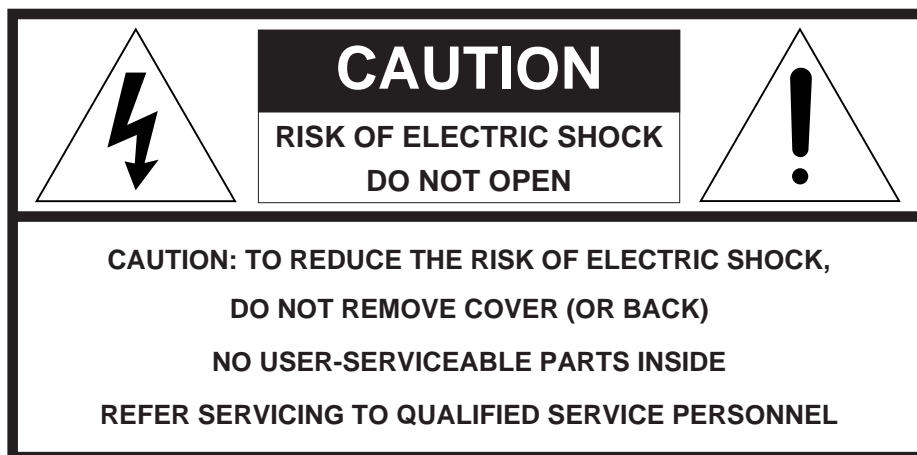 CAUTION
RISK OF ELECTRIC SHOCK
DO NOT OPEN
CAUTION: TO REDUCE THE RISK OF ELECTRIC SHOCK,
DO NOT REMOVE COVER (OR BACK)
NO USER-SERVICEABLE PARTS INSIDE
REFER SERVICING TO QUALIFIED SERVICE PERSONNEL